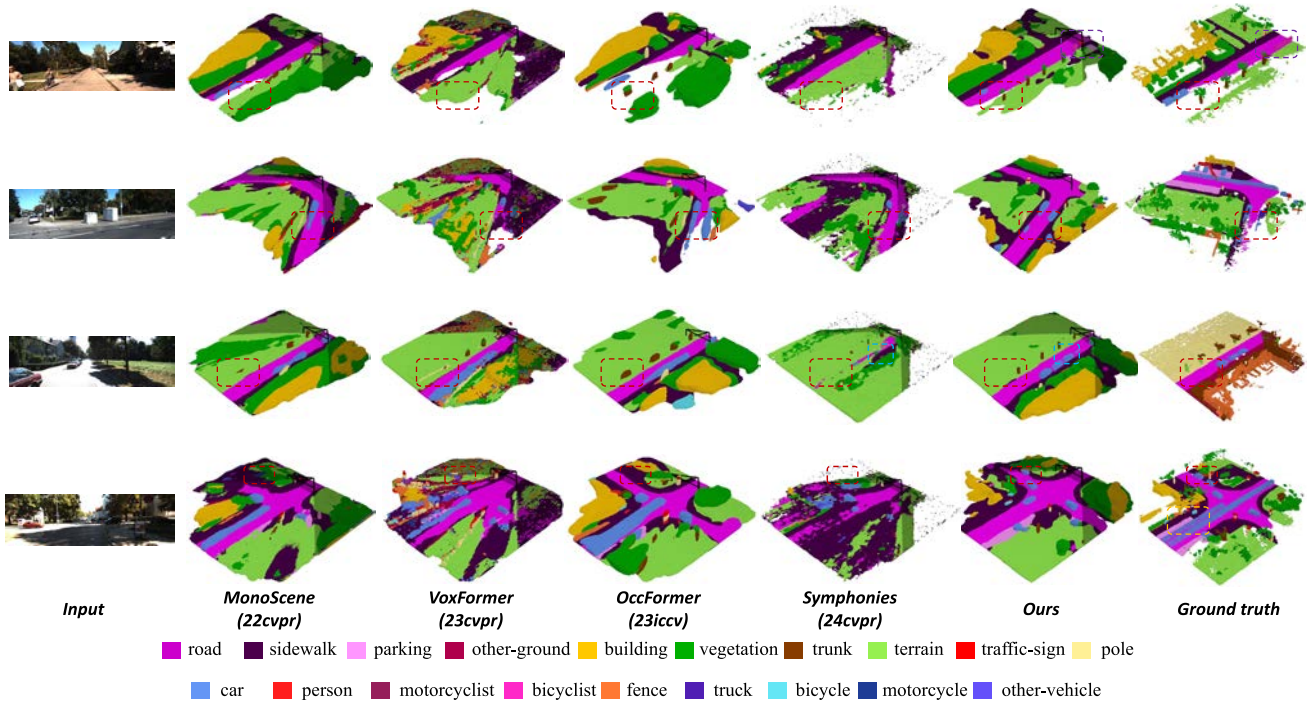 Input
MonoScene
(22cvpr)
VoxFormer
(23cvpr)
OccFormer
(23iccv)
Symphonies
(24cvpr)
Ours
Ground truth
road sidewalk parking other-ground building vegetation trunk terrain traffic-sign pole
car person motorcyclist bicyclist fence truck bicycle motorcycle other-vehicle